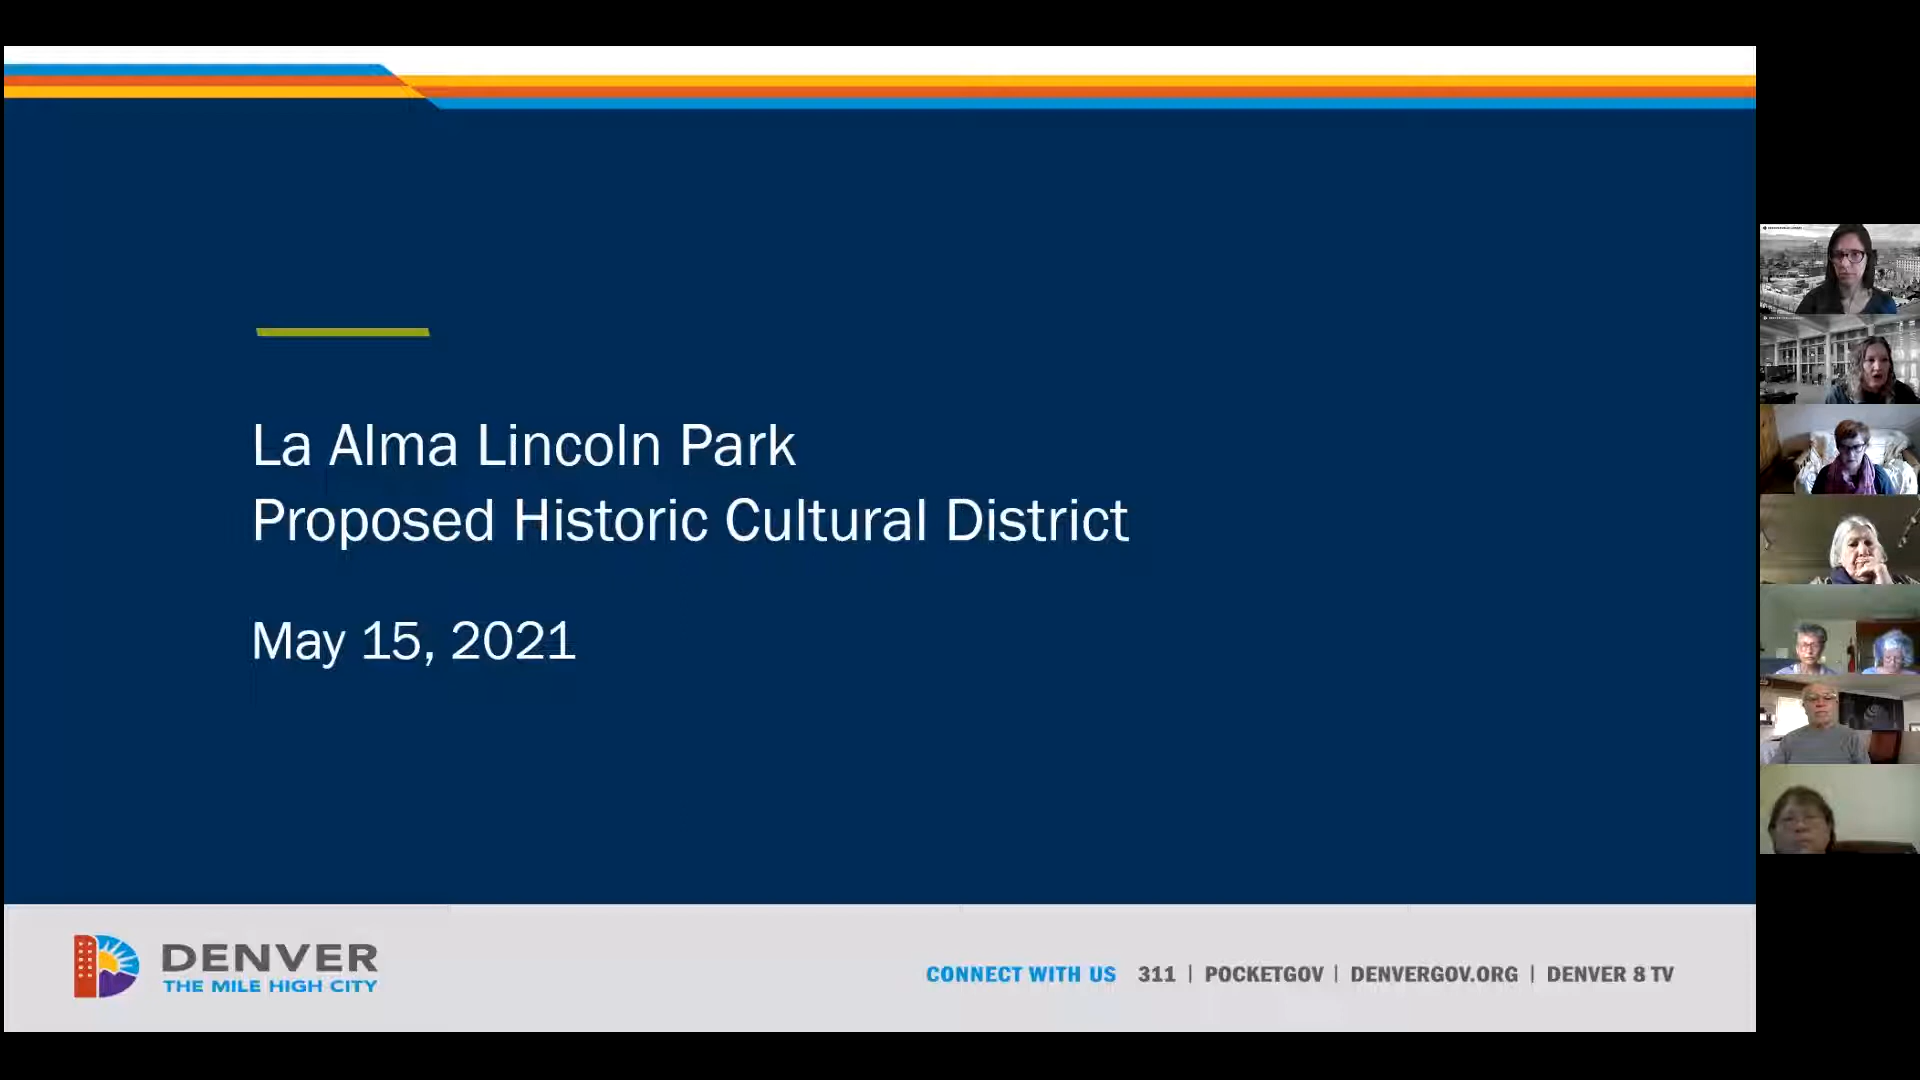 La Alma Lincoln Park
Proposed Historic Cultural District
May 15, 2021
DENVER
THE MILE HIGH CITY
CONNECT WITH US 311 | POCKETGOV | DENVERGOV.ORG | DENVER 8 TV